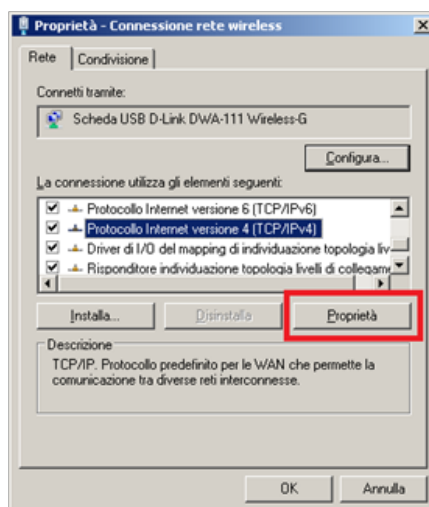 Proprietà - Connessione rete wireless
Rete
Condivisione
Connetti tramite:
Scheda USB D-Link DWA-111 Wireless-G
Configura...
La connessione utilizza gli elementi seguenti:
Protocollo Internet versione 6 (TCP/IPv6)
Protocollo Internet versione 4 (TCP/IPv4)
Driver di I/O del mapping di individuazione topologia liv
Risponditore individuazione topologia livelli di collegame
Installa...
Disinstalla
Proprietà
Descrizione
TCP/IP. Protocollo predefinito per le WAN che permette la
comunicazione tra diverse reti interconnesse.
OK
Annulla